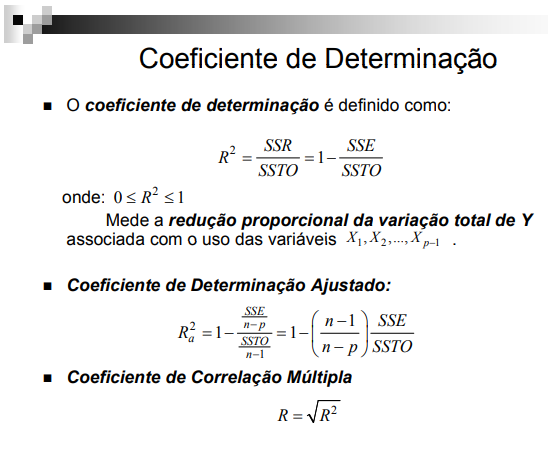 Coeficiente de Determinação
■ O coeficiente de determinação é definido como:
R² = SSR/SSTO = 1 − SSE/SSTO
onde: 0 ≤ R² ≤ 1
Mede a redução proporcional da variação total de Y
associada com o uso das variáveis X₁, X₂,..., Xₚ₋₁ .
■ Coeficiente de Determinação Ajustado:
Rₐ² = 1 − (SSE/(n−p))/(SSTO/(n−1)) = 1 − ((n−1)/(n−p)) SSE/SSTO
■ Coeficiente de Correlação Múltipla
R = √R²